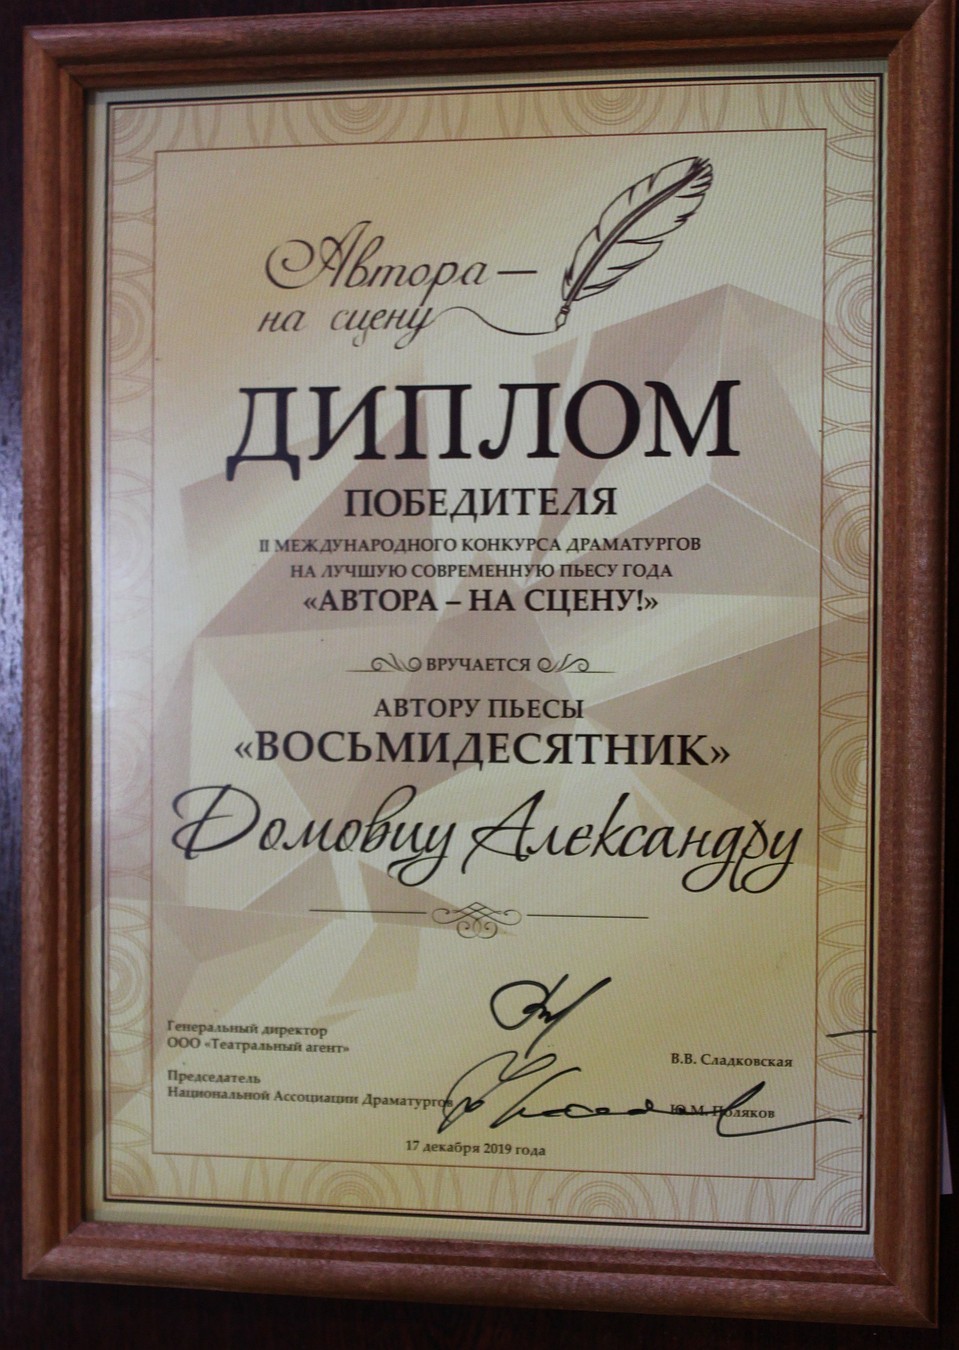 Автора —
на сцену
ДИПЛОМ
ПОБЕДИТЕЛЯ
II МЕЖДУНАРОДНОГО КОНКУРСА ДРАМАТУРГОВ
НА ЛУЧШУЮ СОВРЕМЕННУЮ ПЬЕСУ ГОДА
«АВТОРА – НА СЦЕНУ!»
ВРУЧАЕТСЯ
АВТОРУ ПЬЕСЫ
«ВОСЬМИДЕСЯТНИК»
Домовцу Александру
Генеральный директор
ООО «Театральный агент»
В.В. Сладковская
Председатель
Национальной Ассоциации Драматургов
Ю.М. Поляков
17 декабря 2019 года